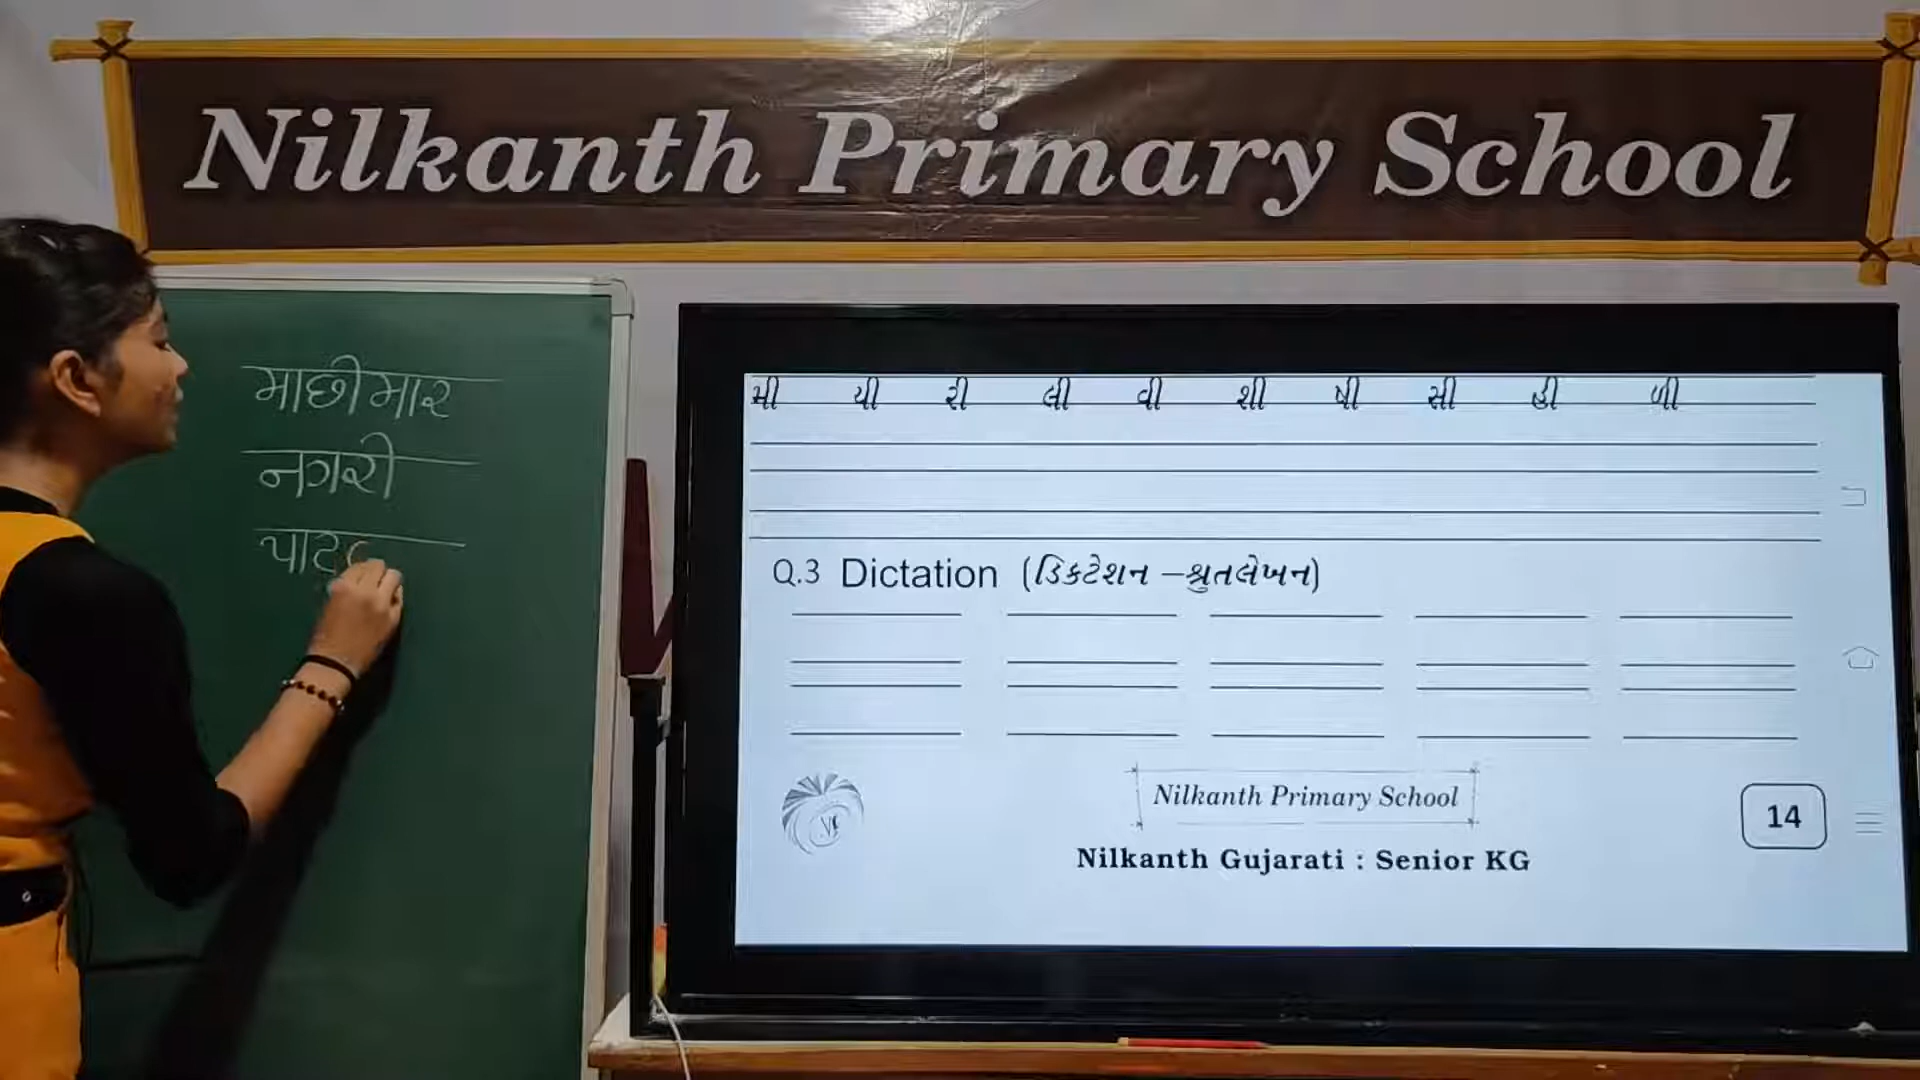 Nilkanth Primary School
માછીમાર
નગરી
મી યી રી લી વી શી ષી સી હી ળી
Q.3 Dictation (ડિક્ટેશન –શ્રુતલેખન)
Nilkanth Primary School
14
Nilkanth Gujarati : Senior KG